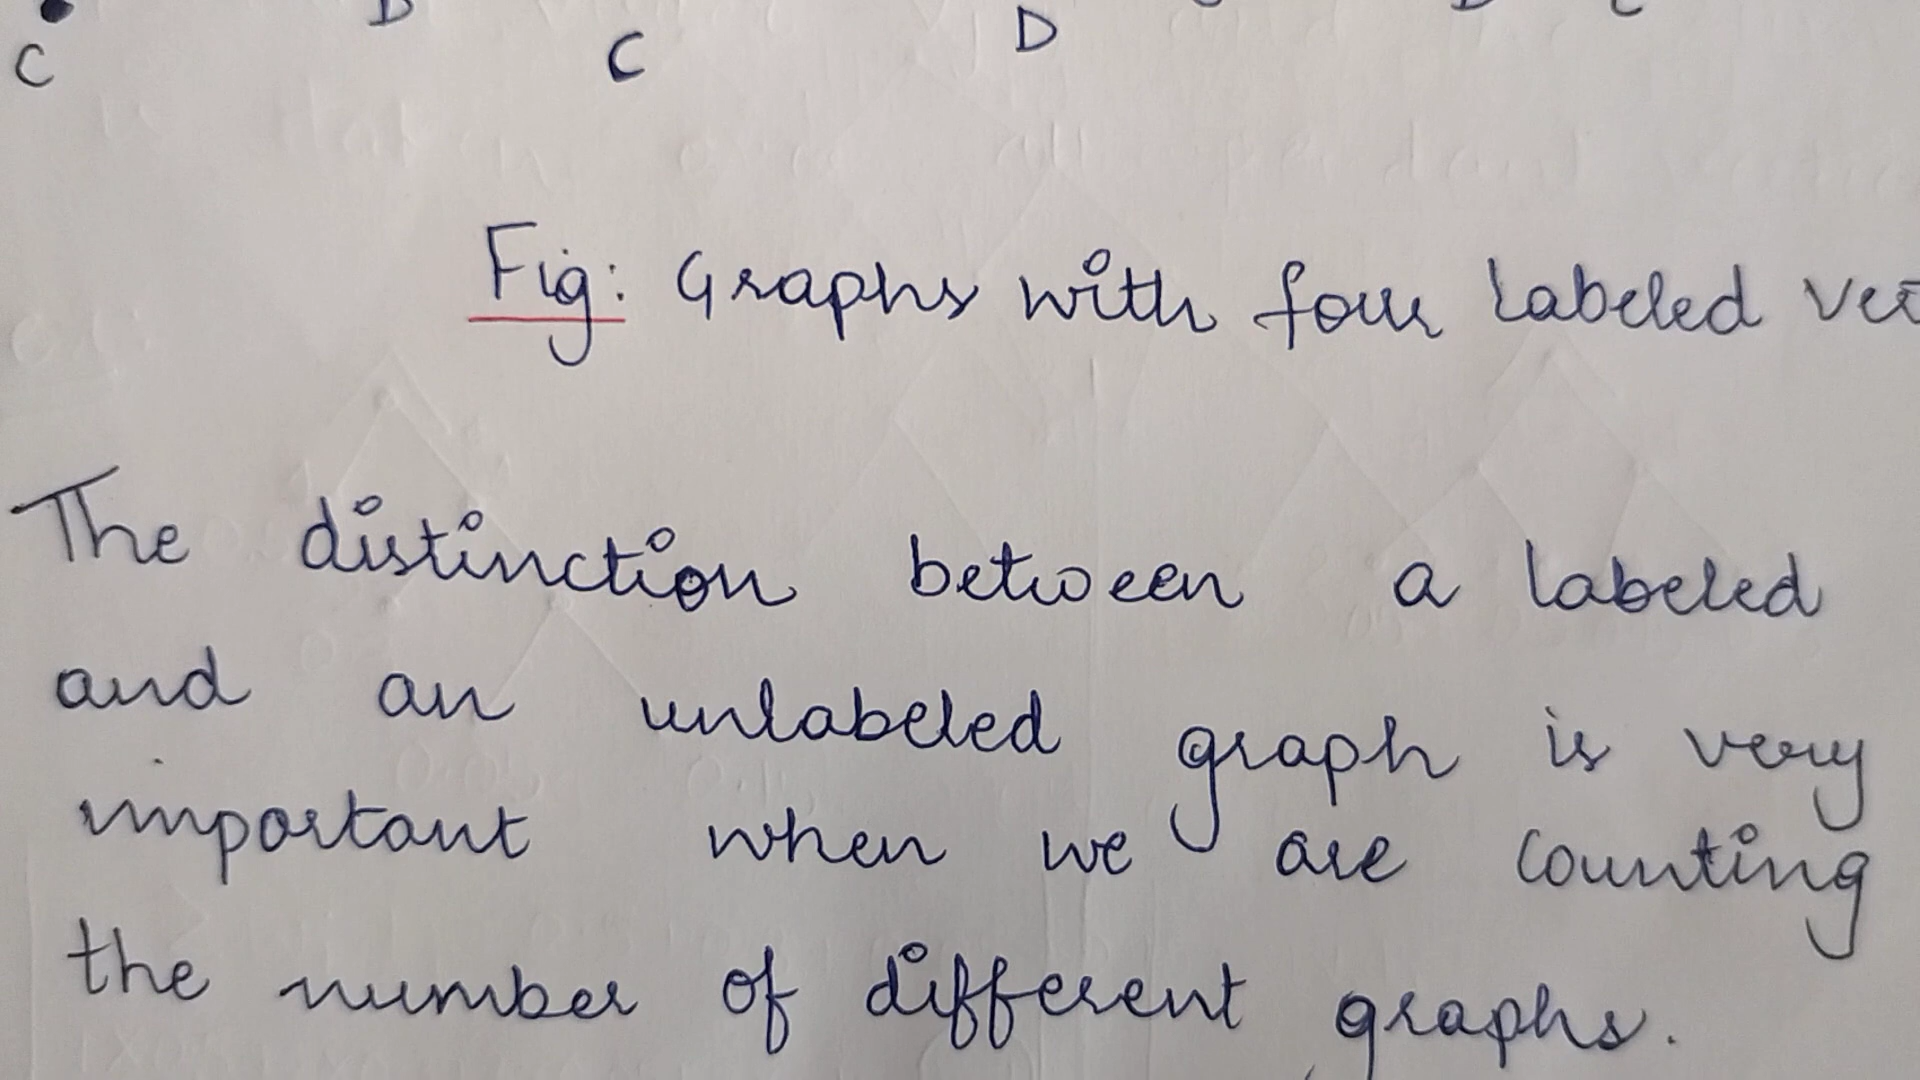 C D C D
Fig: Graphs with four labeled
The distinction between a labeled
and an unlabeled graph is very
important when we are counting
the number of different graphs.